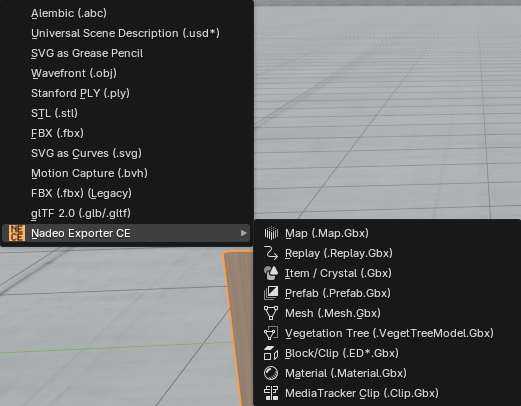 Alembic (.abc)
Universal Scene Description (.usd*)
SVG as Grease Pencil
Wavefront (.obj)
Stanford PLY (.ply)
STL (.stl)
FBX (.fbx)
SVG as Curves (.svg)
Motion Capture (.bvh)
FBX (.fbx) (Legacy)
glTF 2.0 (.glb/.gltf)
NE
CE
Nadeo Exporter CE
Map (.Map.Gbx)
Replay (.Replay.Gbx)
Item / Crystal (.Gbx)
Prefab (.Prefab.Gbx)
Mesh (.Mesh.Gbx)
Vegetation Tree (.VegetTreeModel.Gbx)
Block/Clip (.ED*.Gbx)
Material (.Material.Gbx)
MediaTracker Clip (.Clip.Gbx)